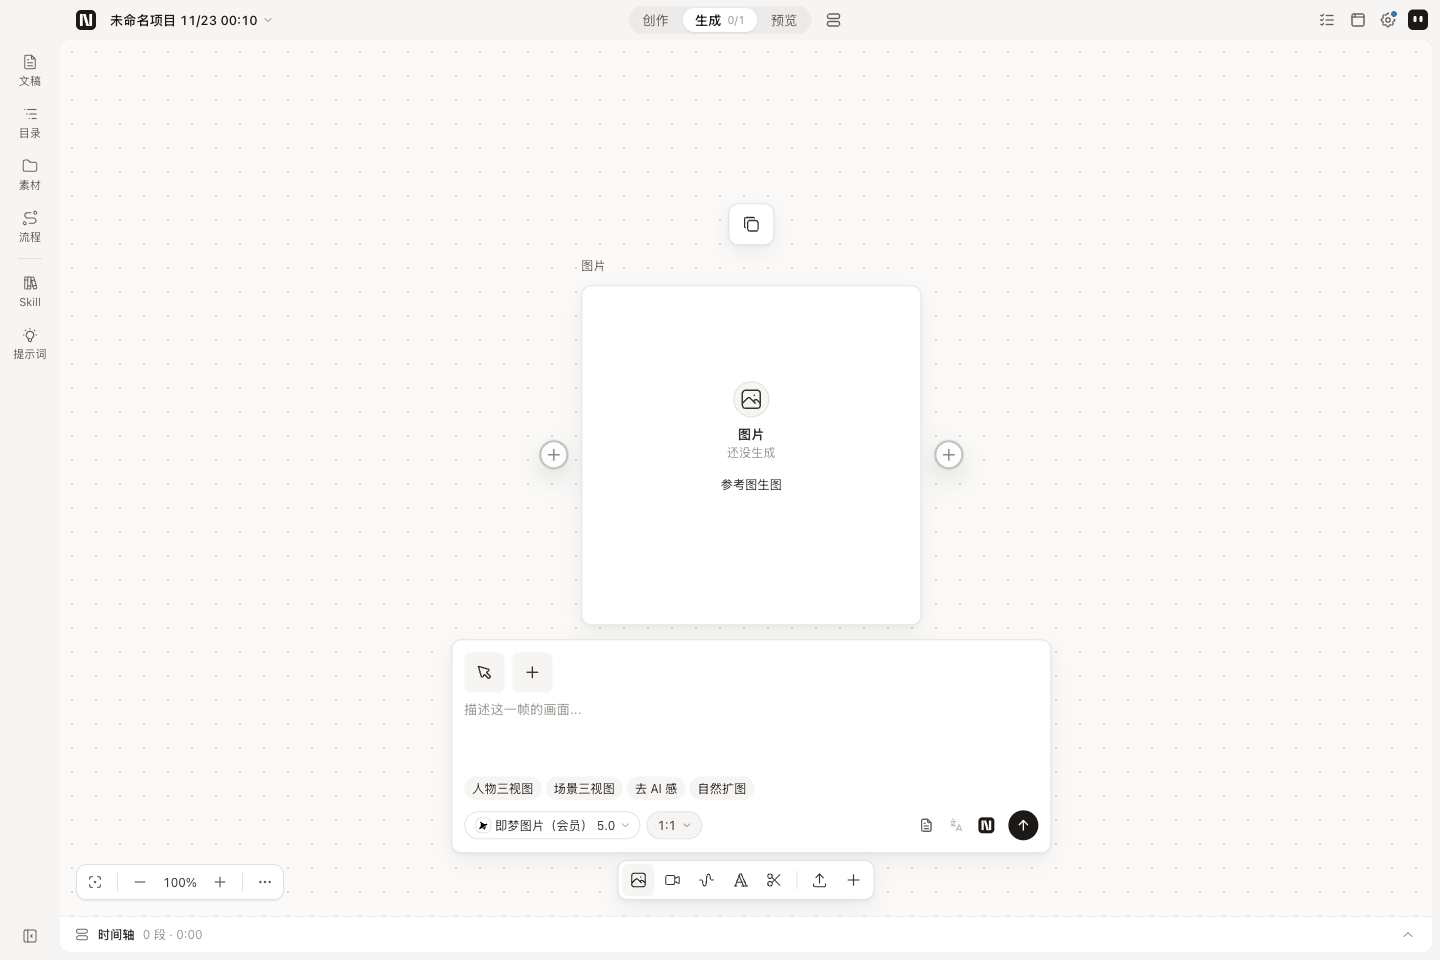 未命名项目 11/23 00:10
创作
生成 0/1
预览
文稿
目录
素材
流程
Skill
提示词
图片
图片
还没生成
参考图生图
描述这一帧的画面...
人物三视图
场景三视图
去 AI 感
自然扩图
即梦图片（会员） 5.0
1:1
100%
时间轴 0 段 · 0:00